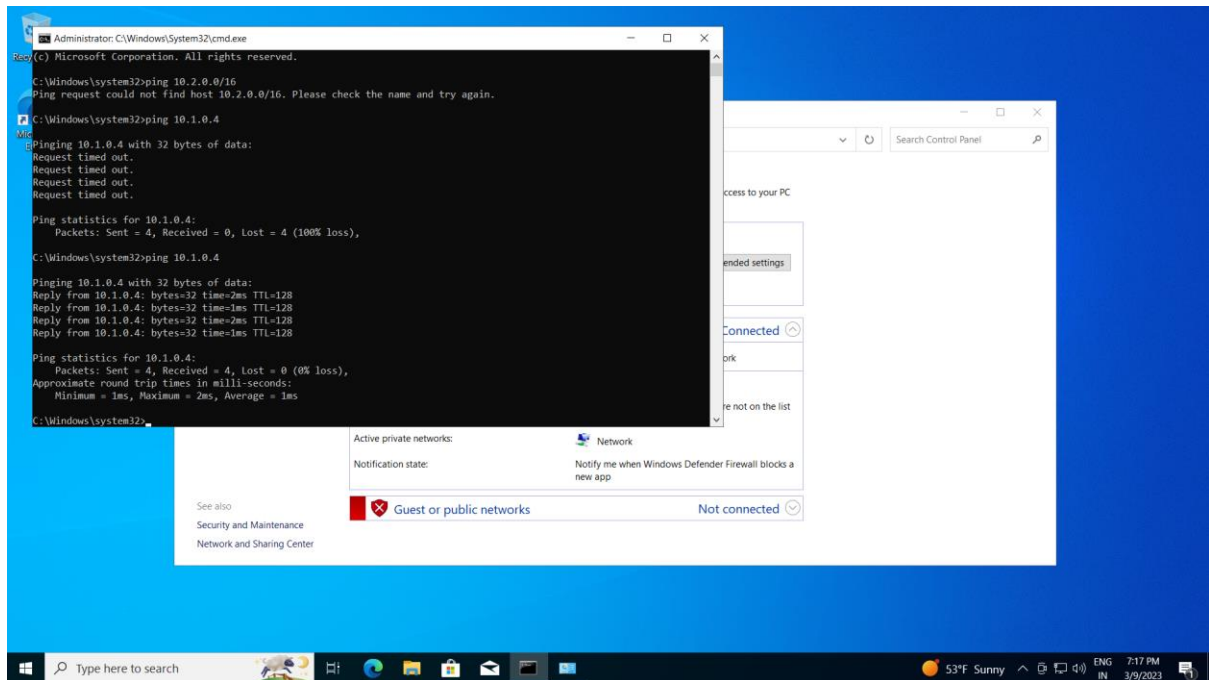 Administrator: C:\Windows\System32\cmd.exe
(c) Microsoft Corporation. All rights reserved.
C:\Windows\system32>ping 10.2.0.0/16
Ping request could not find host 10.2.0.0/16. Please check the name and try again.
C:\Windows\system32>ping 10.1.0.4
Pinging 10.1.0.4 with 32 bytes of data:
Request timed out.
Request timed out.
Request timed out.
Request timed out.
Ping statistics for 10.1.0.4:
Packets: Sent = 4, Received = 0, Lost = 4 (100% loss),
C:\Windows\system32>ping 10.1.0.4
Pinging 10.1.0.4 with 32 bytes of data:
Reply from 10.1.0.4: bytes=32 time=2ms TTL=128
Reply from 10.1.0.4: bytes=32 time=1ms TTL=128
Reply from 10.1.0.4: bytes=32 time=2ms TTL=128
Reply from 10.1.0.4: bytes=32 time=1ms TTL=128
Ping statistics for 10.1.0.4:
Packets: Sent = 4, Received = 4, Lost = 0 (0% loss),
Approximate round trip times in milli-seconds:
Minimum = 1ms, Maximum = 2ms, Average = 1ms
C:\Windows\system32>
Recy
Mic
E
Search Control Panel
ccess to your PC
ended settings
Connected
ork
re not on the list
Active private networks:
Network
Notification state:
Notify me when Windows Defender Firewall blocks a
new app
Guest or public networks
Not connected
See also
Security and Maintenance
Network and Sharing Center
Type here to search
53°F Sunny
ENG
IN
7:17 PM
3/9/2023
1